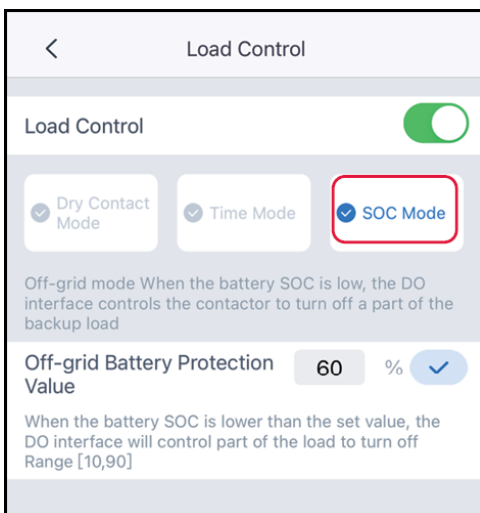 Load Control
Load Control
Dry Contact
Mode
Time Mode
SOC Mode
Off-grid mode When the battery SOC is low, the DO
interface controls the contactor to turn off a part of the
backup load
Off-grid Battery Protection
Value
60
%
When the battery SOC is lower than the set value, the
DO interface will control part of the load to turn off
Range [10,90]